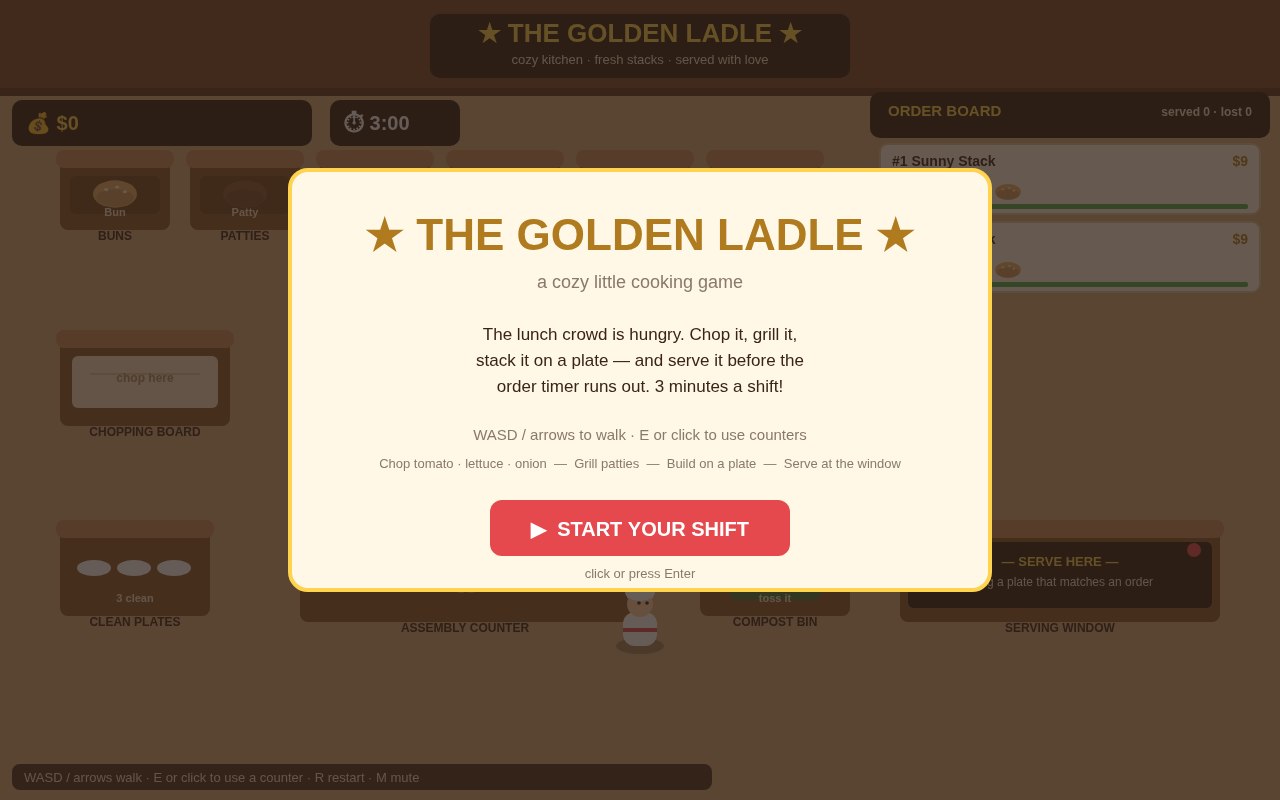 ★ THE GOLDEN LADLE ★
cozy kitchen · fresh stacks · served with love
💰 $0
⏱ 3:00
ORDER BOARD
served 0 · lost 0
#1 Sunny Stack
$9
$9
Bun
Patty
BUNS
PATTIES
★ THE GOLDEN LADLE ★
a cozy little cooking game
The lunch crowd is hungry. Chop it, grill it,
stack it on a plate — and serve it before the
order timer runs out. 3 minutes a shift!
WASD / arrows to walk · E or click to use counters
Chop tomato · lettuce · onion — Grill patties — Build on a plate — Serve at the window
▶ START YOUR SHIFT
click or press Enter
chop here
CHOPPING BOARD
3 clean
CLEAN PLATES
ASSEMBLY COUNTER
toss it
COMPOST BIN
— SERVE HERE —
a plate that matches an order
SERVING WINDOW
WASD / arrows walk · E or click to use a counter · R restart · M mute